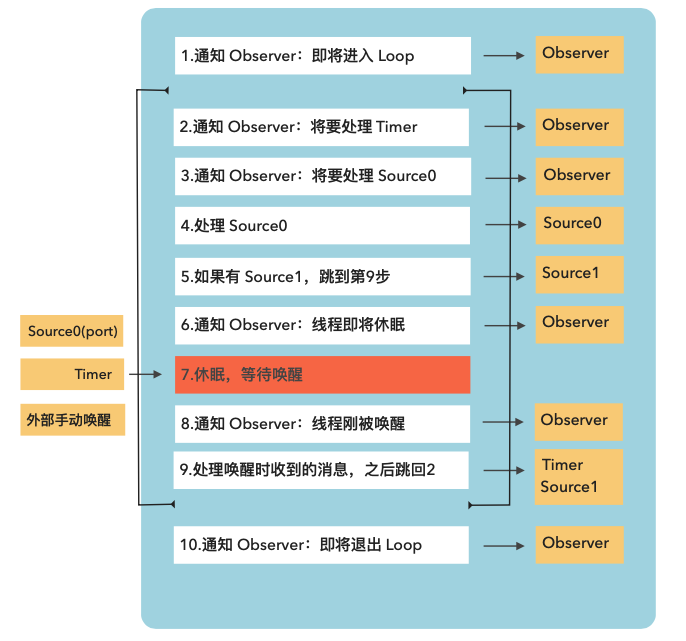 1.通知 Observer：即将进入 Loop
Observer
2.通知 Observer：将要处理 Timer
Observer
3.通知 Observer：将要处理 Source0
Observer
4.处理 Source0
Source0
5.如果有 Source1，跳到第9步
Source1
6.通知 Observer：线程即将休眠
Observer
Source0(port)
Timer
外部手动唤醒
7.休眠，等待唤醒
8.通知 Observer：线程刚被唤醒
Observer
9.处理唤醒时收到的消息，之后跳回2
Timer
Source1
10.通知 Observer：即将退出 Loop
Observer